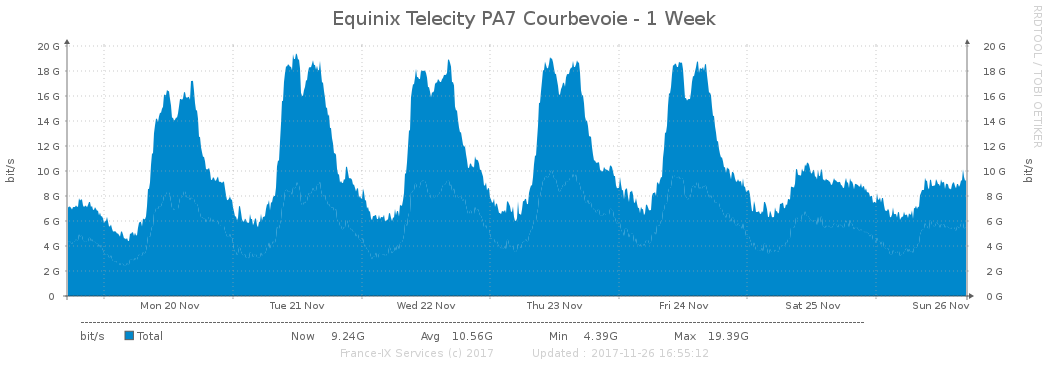 Equinix Telecity PA7 Courbevoie - 1 Week
RRDTOOL / TOBI OETIKER
20 G 20 G
18 G 18 G
16 G 16 G
14 G 14 G
12 G 12 G
10 G 10 G
8 G 8 G
6 G 6 G
4 G 4 G
2 G 2 G
0 0 G
bit/s bit/s
Mon 20 Nov Tue 21 Nov Wed 22 Nov Thu 23 Nov Fri 24 Nov Sat 25 Nov Sun 26 Nov
bit/s Total Now 9.24G Avg 10.56G Min 4.39G Max 19.39G
France-IX Services (c) 2017 Updated : 2017-11-26 16:55:12